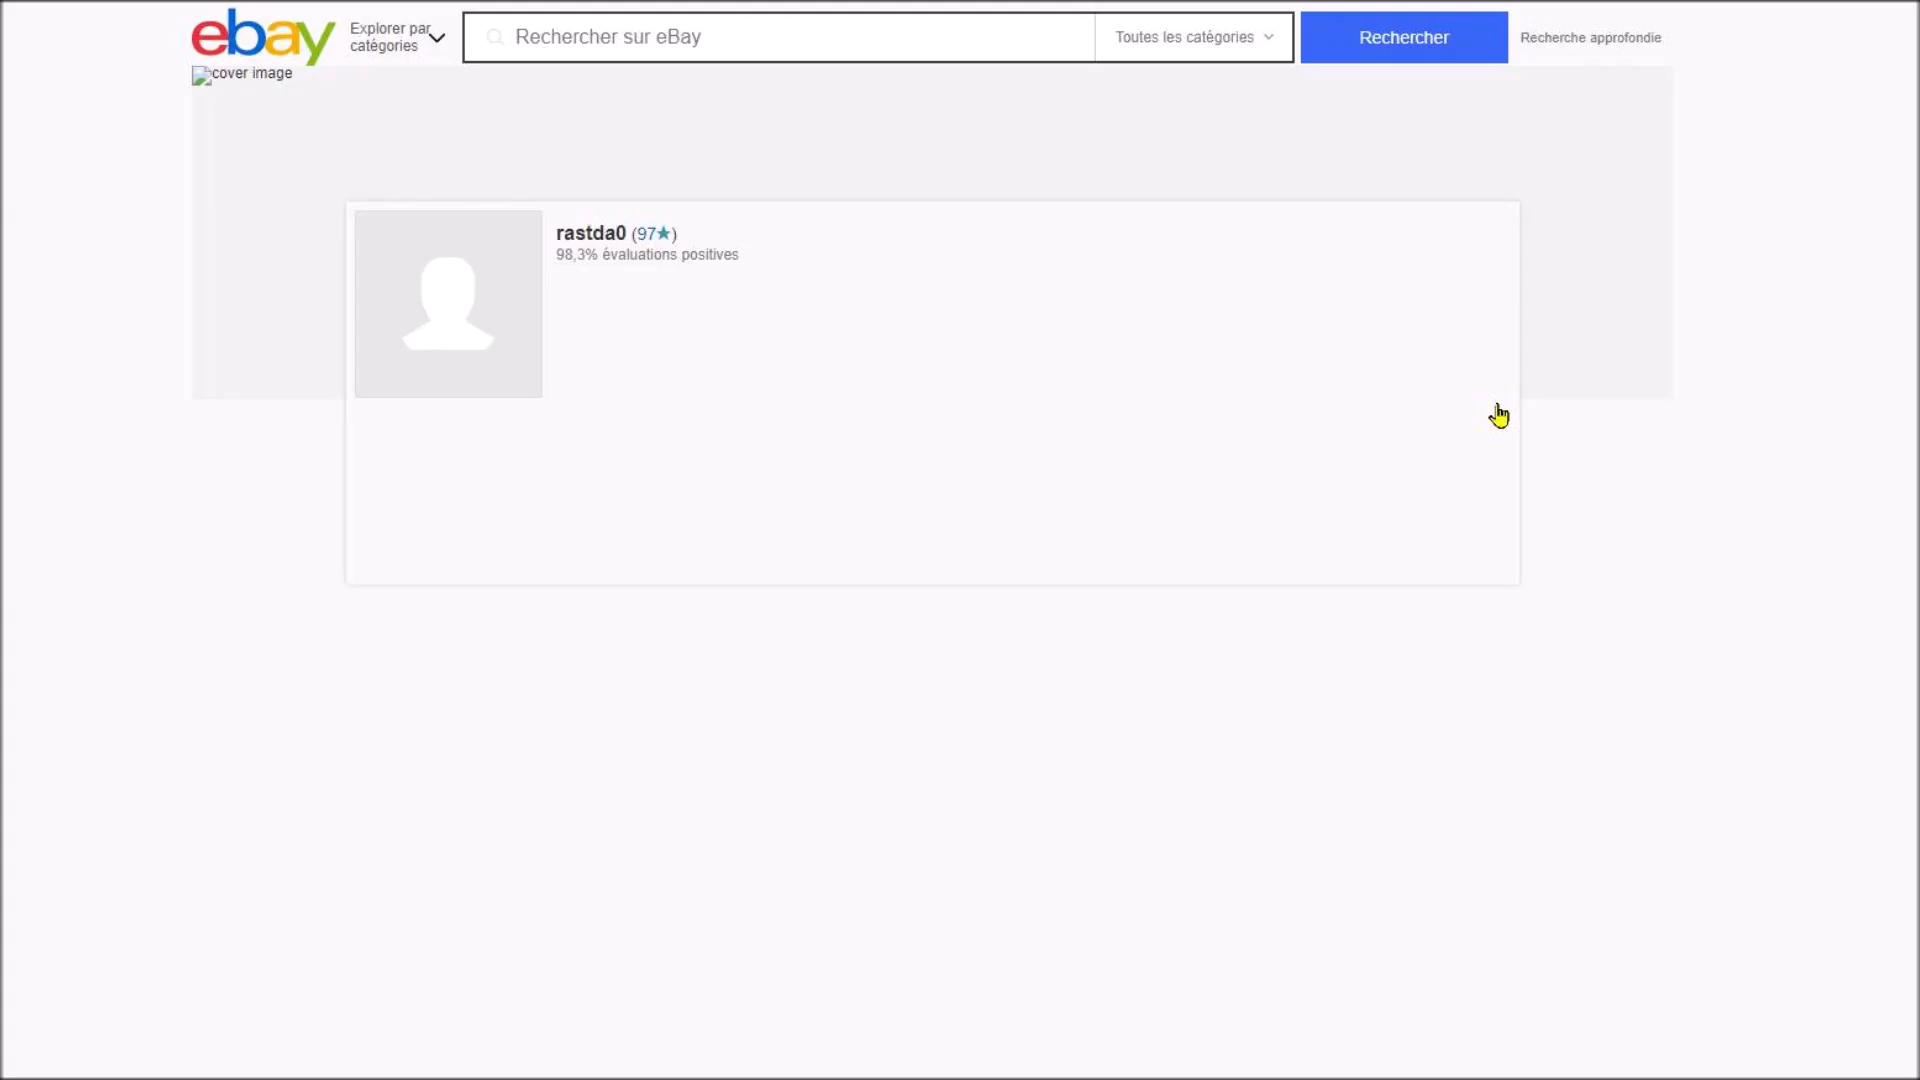 ebay
Explorer par
catégories
Rechercher sur eBay
Toutes les catégories
Rechercher
Recherche approfondie
cover image
rastda0 (97★)
98,3% évaluations positives